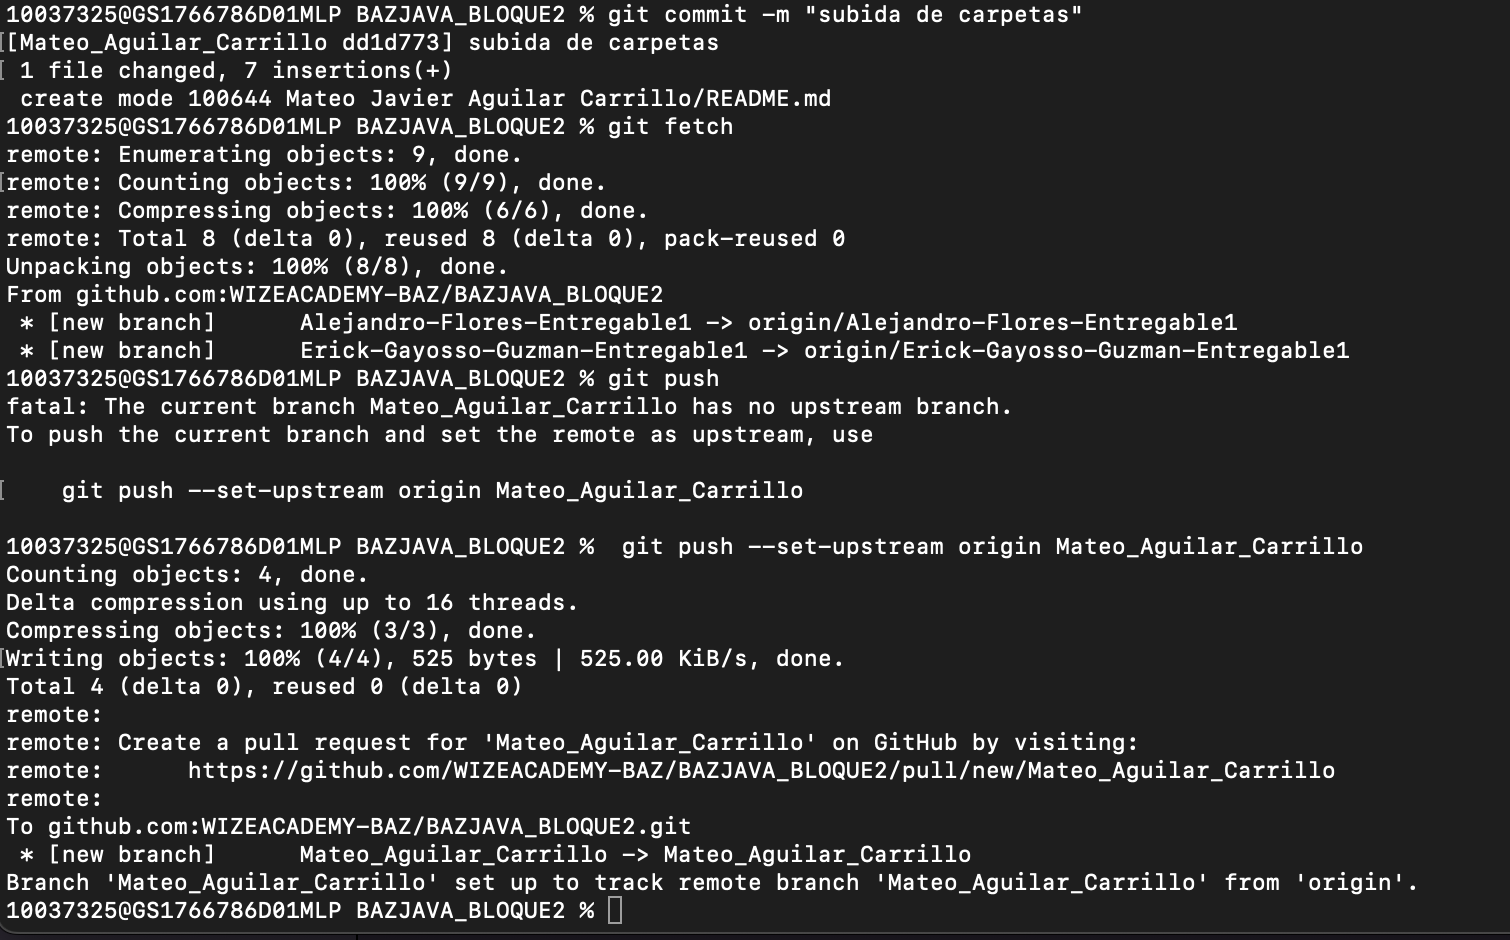 10037325@GS1766786D01MLP BAZJAVA_BLOQUE2 % git commit -m "subida de carpetas"
[[Mateo_Aguilar_Carrillo dd1d773] subida de carpetas
[ 1 file changed, 7 insertions(+)
 create mode 100644 Mateo Javier Aguilar Carrillo/README.md
10037325@GS1766786D01MLP BAZJAVA_BLOQUE2 % git fetch
remote: Enumerating objects: 9, done.
[remote: Counting objects: 100% (9/9), done.
remote: Compressing objects: 100% (6/6), done.
remote: Total 8 (delta 0), reused 8 (delta 0), pack-reused 0
Unpacking objects: 100% (8/8), done.
From github.com:WIZEACADEMY-BAZ/BAZJAVA_BLOQUE2
 * [new branch]      Alejandro-Flores-Entregable1 -> origin/Alejandro-Flores-Entregable1
 * [new branch]      Erick-Gayosso-Guzman-Entregable1 -> origin/Erick-Gayosso-Guzman-Entregable1
10037325@GS1766786D01MLP BAZJAVA_BLOQUE2 % git push
fatal: The current branch Mateo_Aguilar_Carrillo has no upstream branch.
To push the current branch and set the remote as upstream, use
[    git push --set-upstream origin Mateo_Aguilar_Carrillo
10037325@GS1766786D01MLP BAZJAVA_BLOQUE2 %  git push --set-upstream origin Mateo_Aguilar_Carrillo
Counting objects: 4, done.
Delta compression using up to 16 threads.
Compressing objects: 100% (3/3), done.
[Writing objects: 100% (4/4), 525 bytes | 525.00 KiB/s, done.
Total 4 (delta 0), reused 0 (delta 0)
remote:
remote: Create a pull request for 'Mateo_Aguilar_Carrillo' on GitHub by visiting:
remote:      https://github.com/WIZEACADEMY-BAZ/BAZJAVA_BLOQUE2/pull/new/Mateo_Aguilar_Carrillo
remote:
To github.com:WIZEACADEMY-BAZ/BAZJAVA_BLOQUE2.git
 * [new branch]      Mateo_Aguilar_Carrillo -> Mateo_Aguilar_Carrillo
Branch 'Mateo_Aguilar_Carrillo' set up to track remote branch 'Mateo_Aguilar_Carrillo' from 'origin'.
10037325@GS1766786D01MLP BAZJAVA_BLOQUE2 %